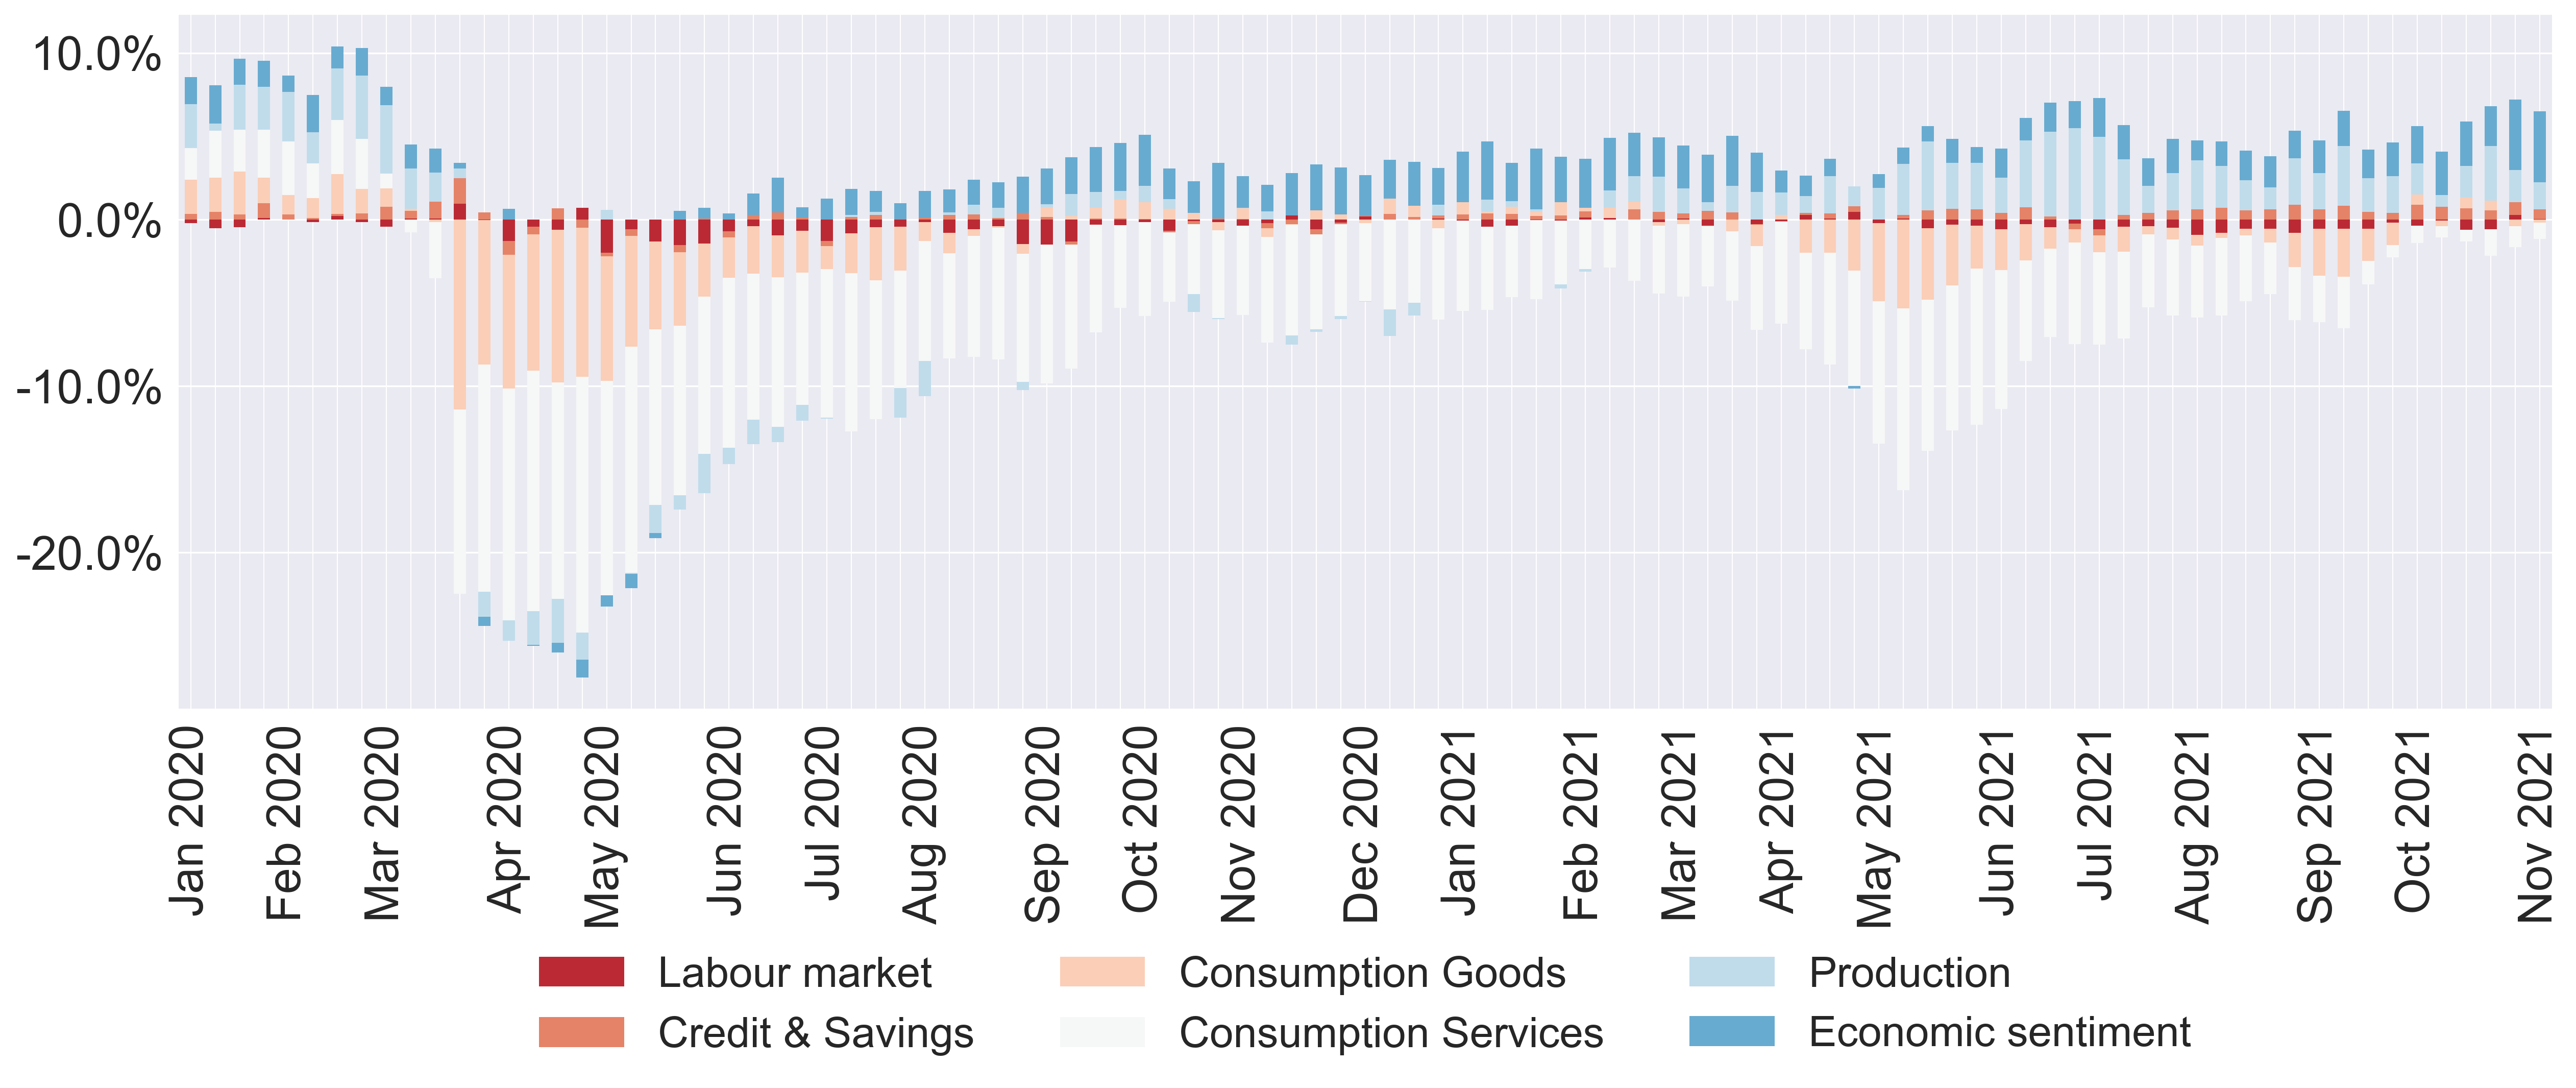 10.0%
0.0%
-10.0%
-20.0%
Jan 2020
Feb 2020
Mar 2020
Apr 2020
May 2020
Jun 2020
Jul 2020
Aug 2020
Sep 2020
Oct 2020
Nov 2020
Dec 2020
Jan 2021
Feb 2021
Mar 2021
Apr 2021
May 2021
Jun 2021
Jul 2021
Aug 2021
Sep 2021
Oct 2021
Nov 2021
Labour market
Consumption Goods
Production
Credit & Savings
Consumption Services
Economic sentiment